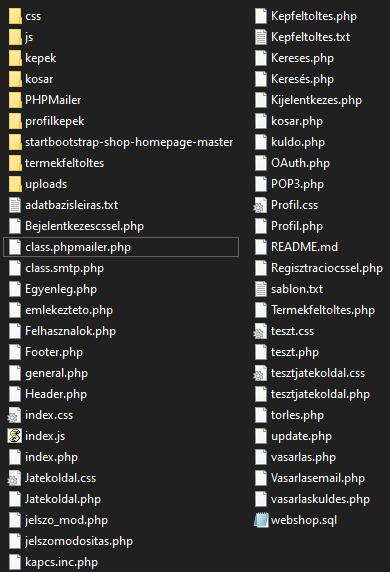 css
js
kepek
kosar
PHPMailer
profilkepek
startbootstrap-shop-homepage-master
termekfeltoltes
uploads
adatbazisleiras.txt
Bejelentkezescssel.php
class.phpmailer.php
class.smtp.php
Egyenleg.php
emlekezteto.php
Felhasznalok.php
Footer.php
general.php
Header.php
index.css
index.js
index.php
Jatekoldal.css
Jatekoldal.php
jelszo_mod.php
jelszomodositas.php
kapcs.inc.php
Kepfeltoltes.php
Kepfeltoltes.txt
Kereses.php
Keresés.php
Kijelentkezes.php
kosar.php
kuldo.php
OAuth.php
POP3.php
Profil.css
Profil.php
README.md
Regisztraciocssel.php
sablon.txt
Termekfeltoltes.php
teszt.css
teszt.php
tesztjatekoldal.css
tesztjatekoldal.php
torles.php
update.php
vasarlas.php
Vasarlasemail.php
vasarlaskuldes.php
webshop.sql